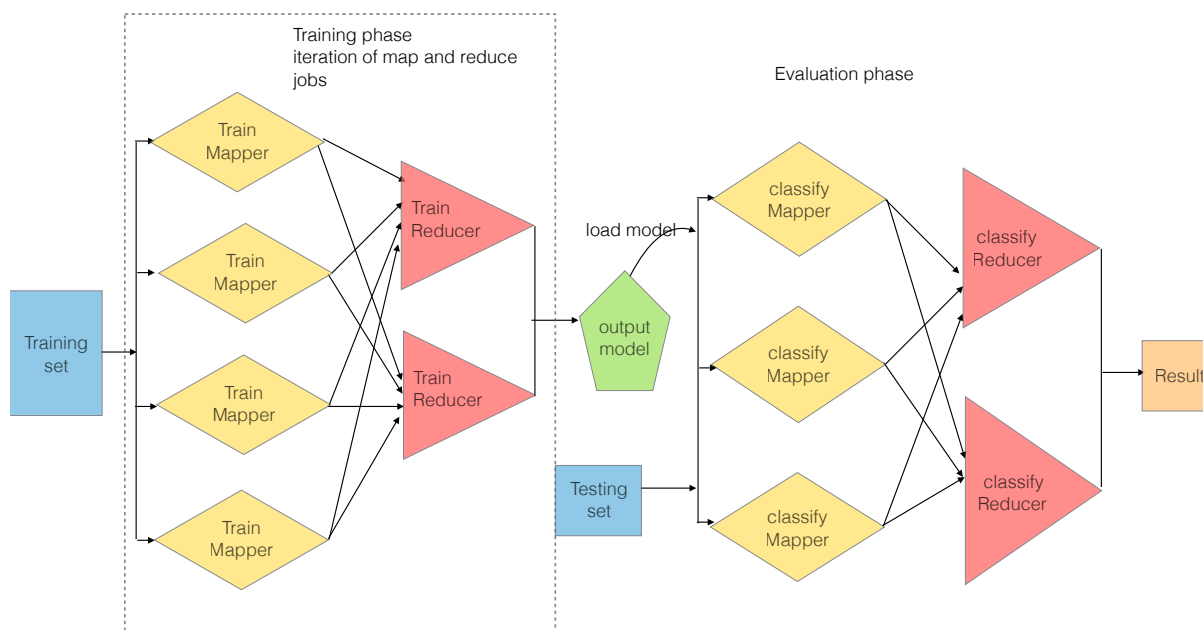 Training phase
iteration of map and reduce
jobs
Evaluation phase
Train
Mapper
Train
Mapper
Train
Mapper
Train
Mapper
Train
Reducer
Train
Reducer
Training
set
load model
output
model
Testing
set
classify
Mapper
classify
Mapper
classify
Mapper
classify
Reducer
classify
Reducer
Result